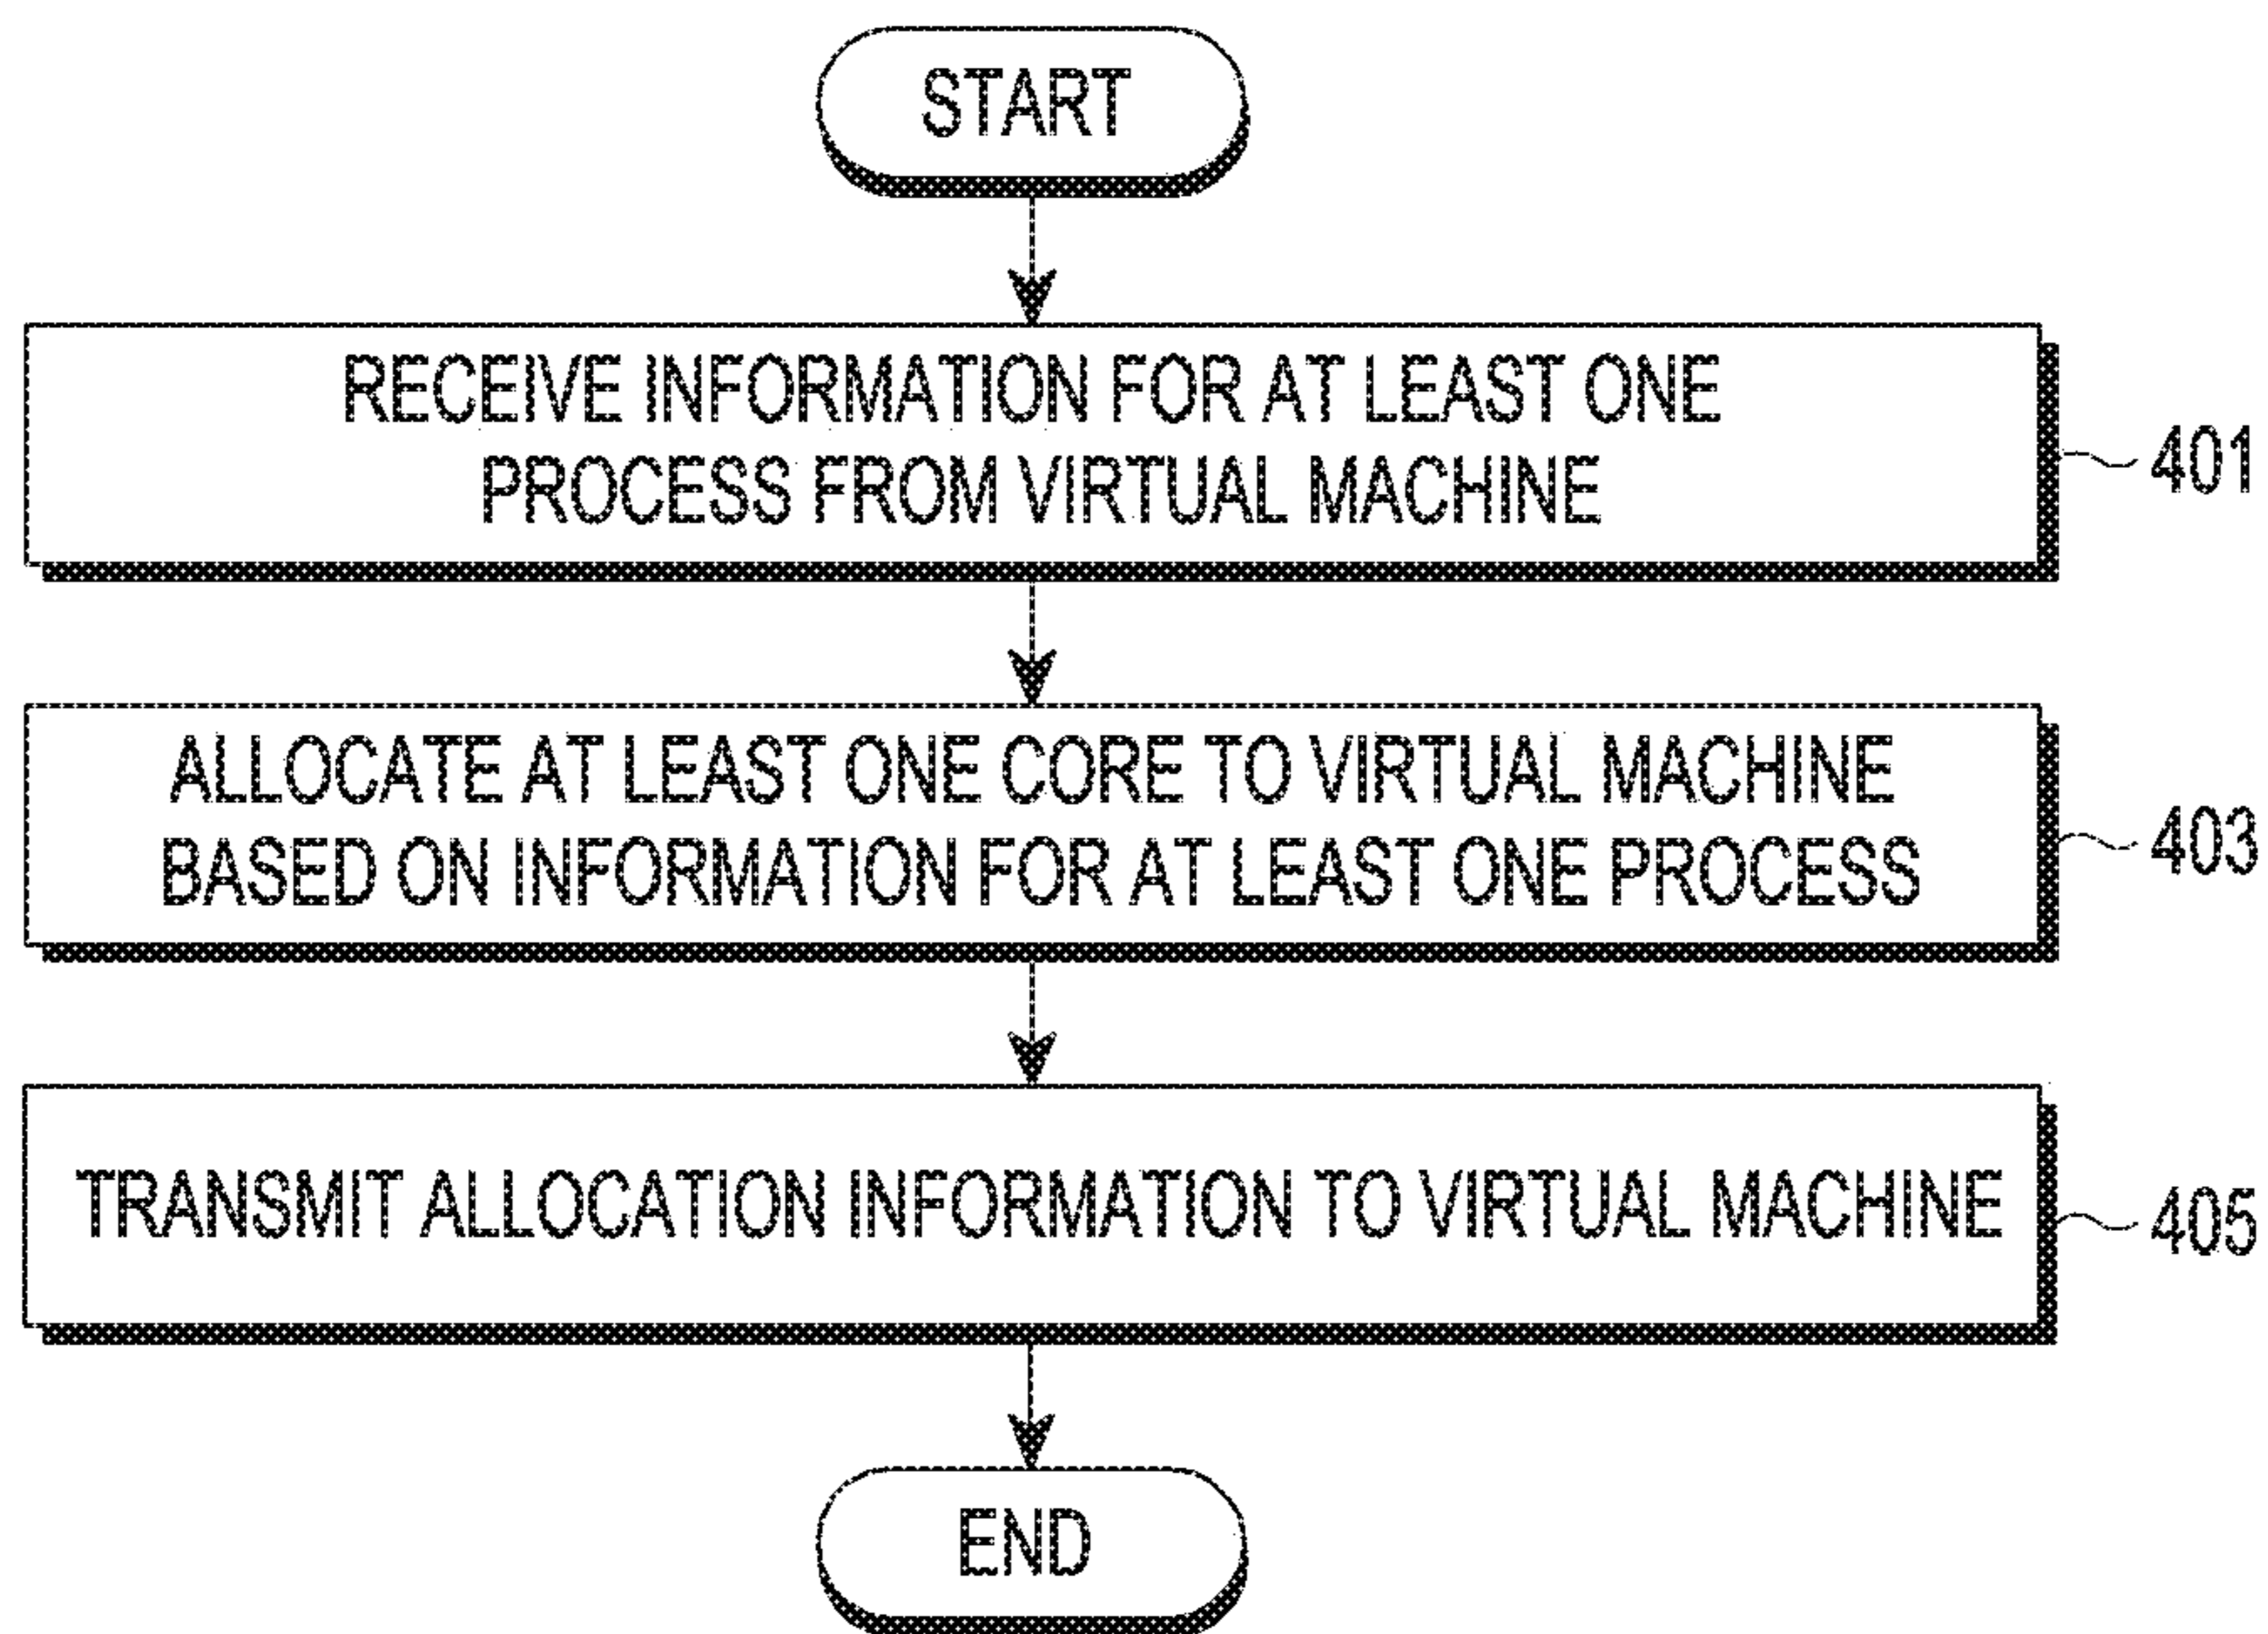 START
RECEIVE INFORMATION FOR AT LEAST ONE
PROCESS FROM VIRTUAL MACHINE
401
ALLOCATE AT LEAST ONE CORE TO VIRTUAL MACHINE
BASED ON INFORMATION FOR AT LEAST ONE PROCESS
403
TRANSMIT ALLOCATION INFORMATION TO VIRTUAL MACHINE
405
END